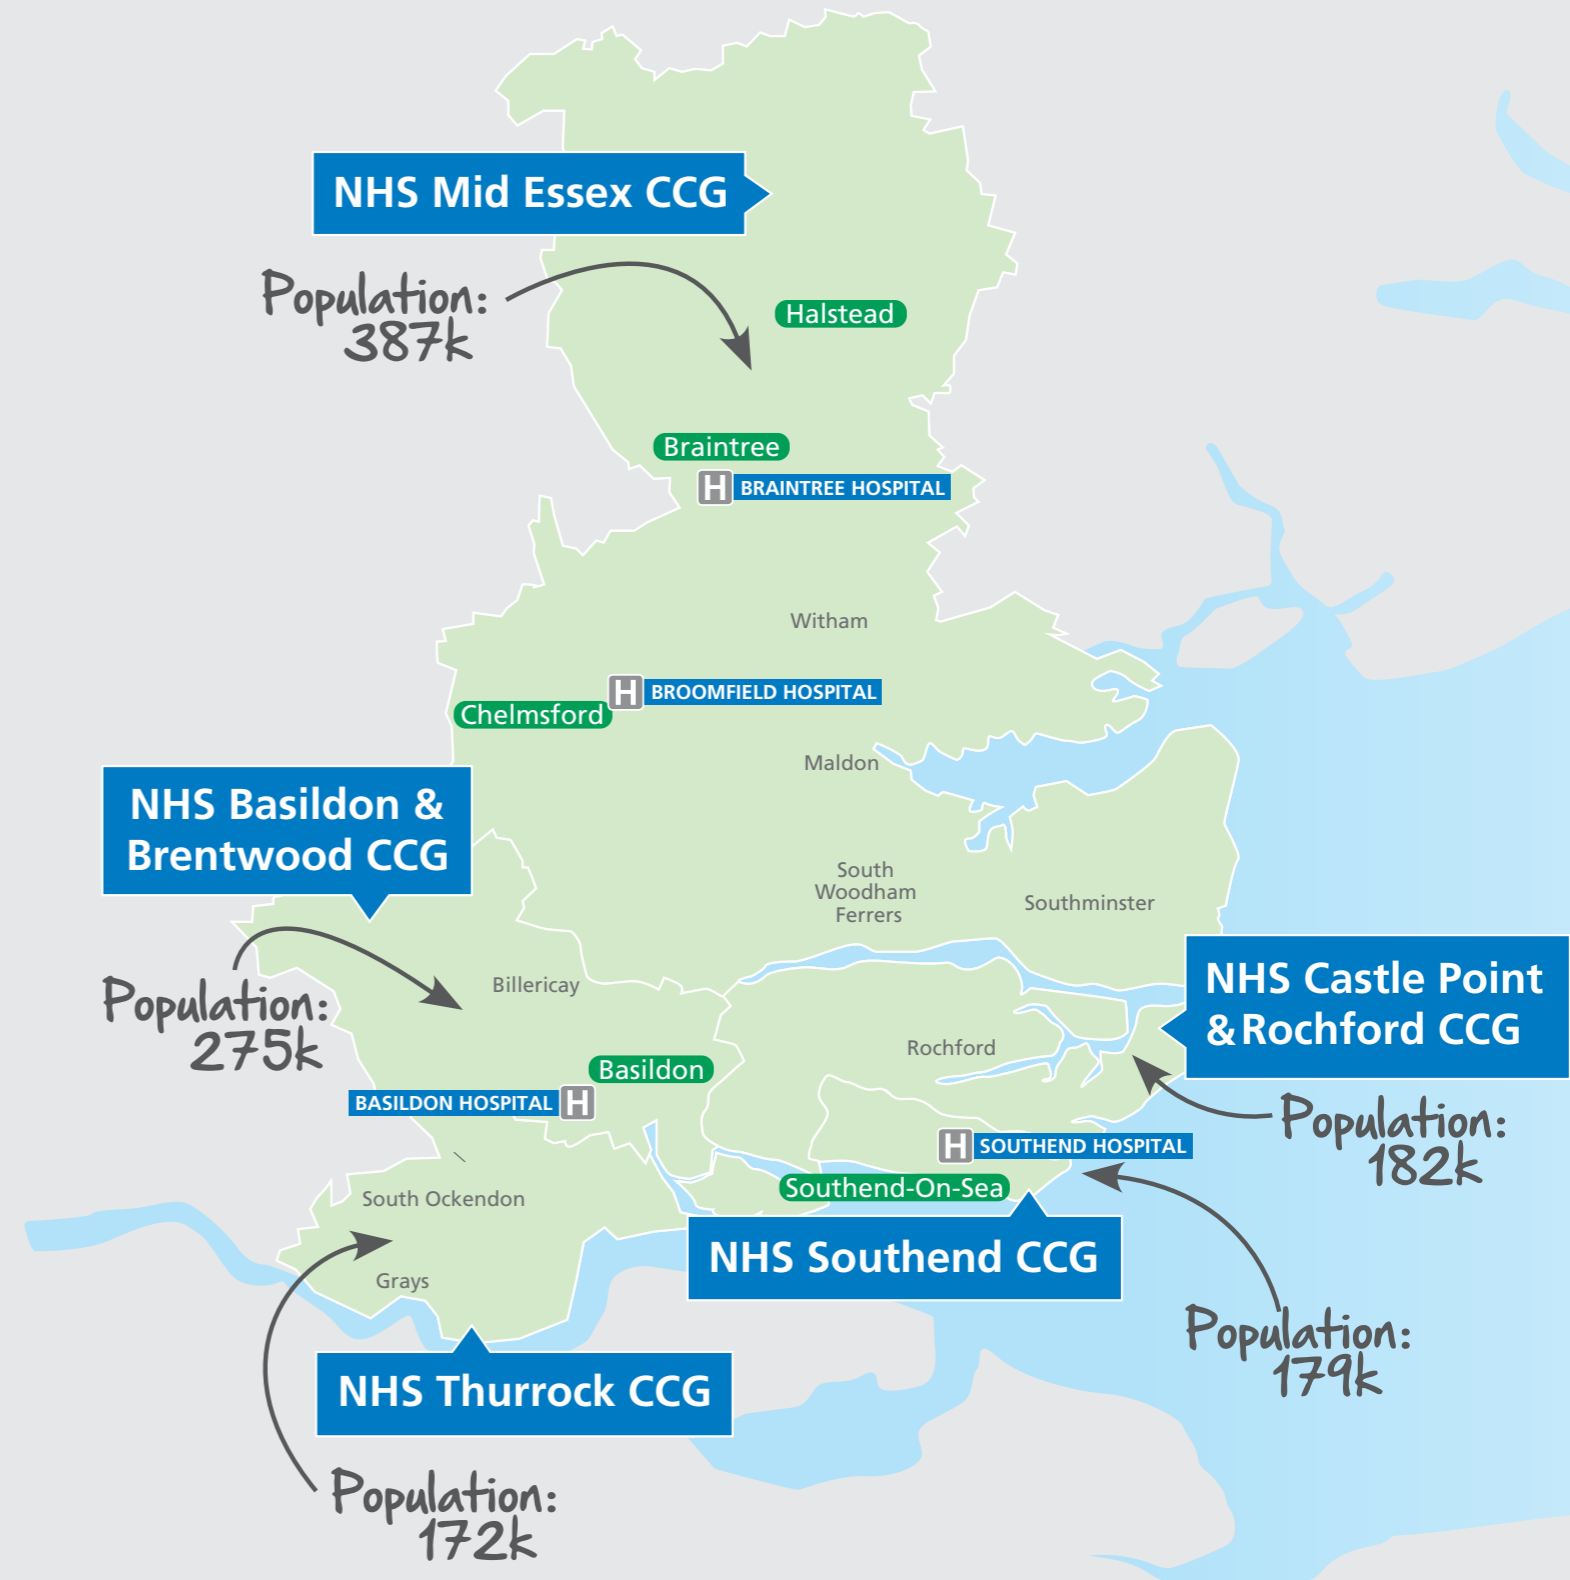 NHS Mid Essex CCG
Population:
387k
Halstead
Braintree
H BRAINTREE HOSPITAL
Witham
H BROOMFIELD HOSPITAL
Chelmsford
Maldon
NHS Basildon &
Brentwood CCG
South
Woodham
Ferrers
Southminster
Population:
275k
Billericay
NHS Castle Point
&Rochford CCG
Rochford
Basildon
BASILDON HOSPITAL H
Population:
182k
H SOUTHEND HOSPITAL
Southend-On-Sea
South Ockendon
NHS Southend CCG
Grays
Population:
179k
NHS Thurrock CCG
Population:
172k